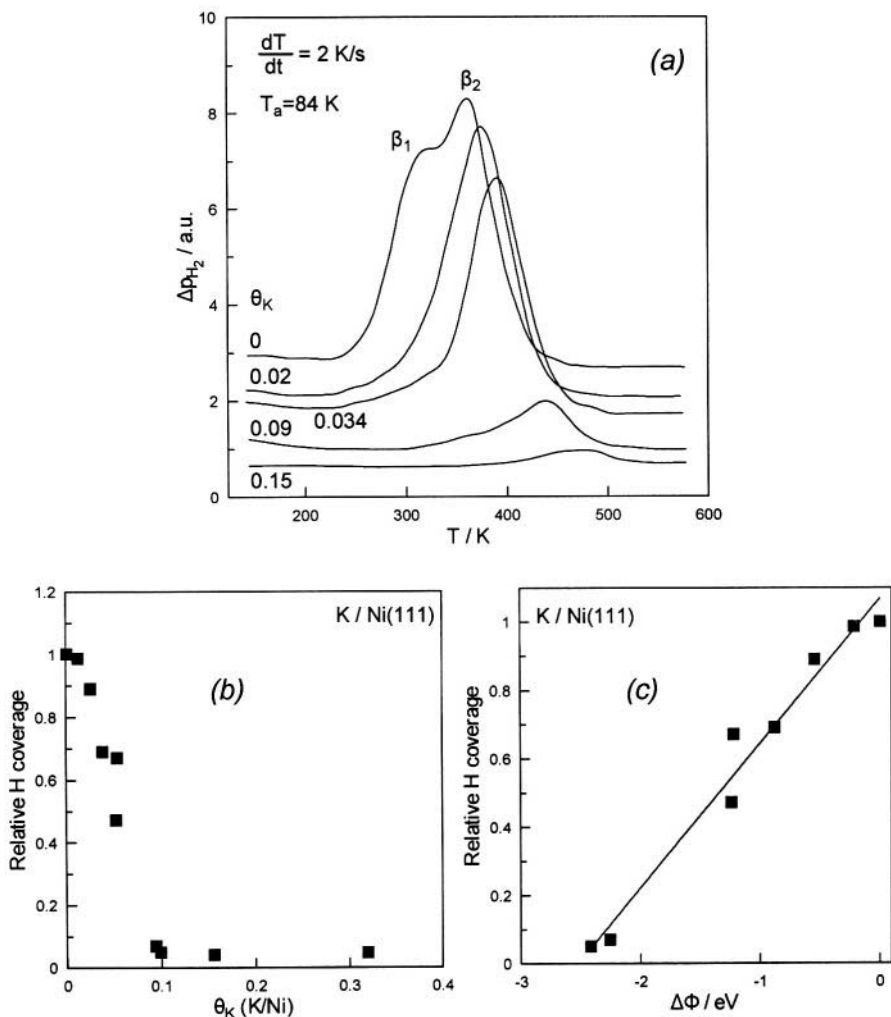 10
8
6
4
2
0
Δp_H2 / a.u.
dT/dt = 2 K/s
T_a=84 K
(a)
β₁
β₂
θ_K
0
0.02
0.034
0.09
0.15
200 300 400 500 600
T / K
1.2
1
0.8
0.6
0.4
0.2
0
Relative H coverage
K / Ni(111)
(b)
0 0.1 0.2 0.3 0.4
θ_K (K/Ni)
1
0.8
0.6
0.4
0.2
0
Relative H coverage
K / Ni(111)
(c)
-3 -2 -1 0
ΔΦ / eV